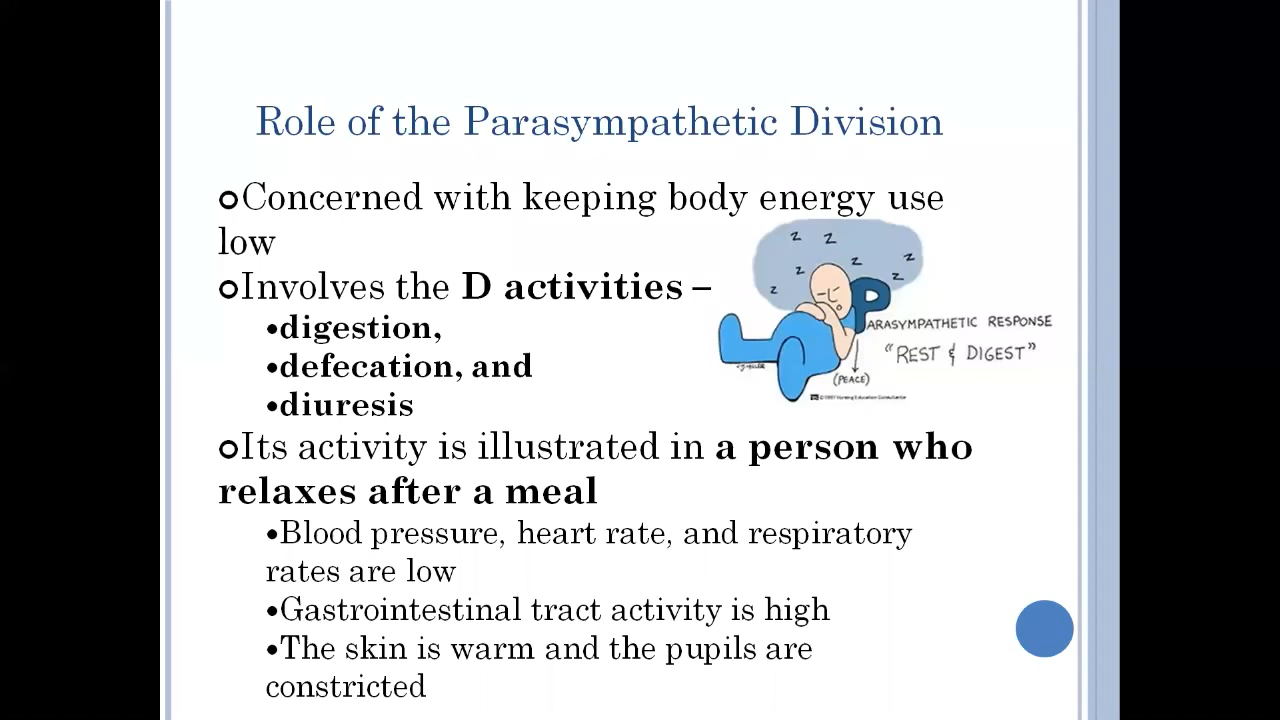 Role of the Parasympathetic Division
Concerned with keeping body energy use
low
Involves the D activities –
•digestion,
•defecation, and
•diuresis
z z z z z z z
P
ARASYMPATHETIC RESPONSE
"REST & DIGEST"
(PEACE)
Its activity is illustrated in a person who
relaxes after a meal
•Blood pressure, heart rate, and respiratory
rates are low
•Gastrointestinal tract activity is high
•The skin is warm and the pupils are
constricted